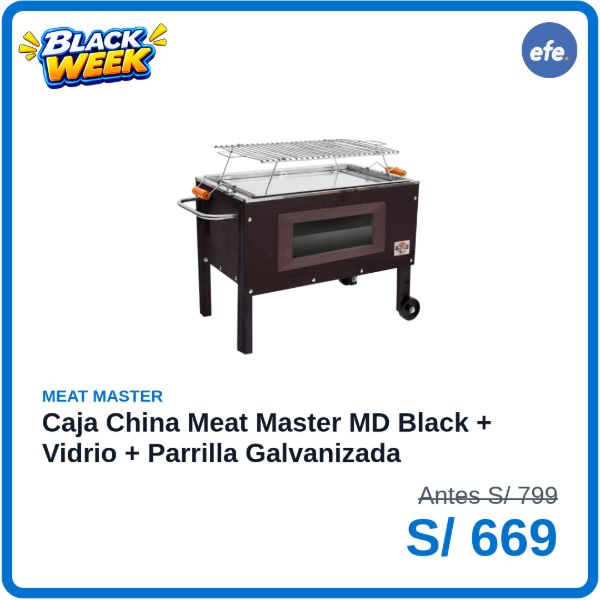 BLACK
WEEK
efe.
MEAT MASTER
Caja China Meat Master MD Black +
Vidrio + Parrilla Galvanizada
Antes S/ 799
S/ 669